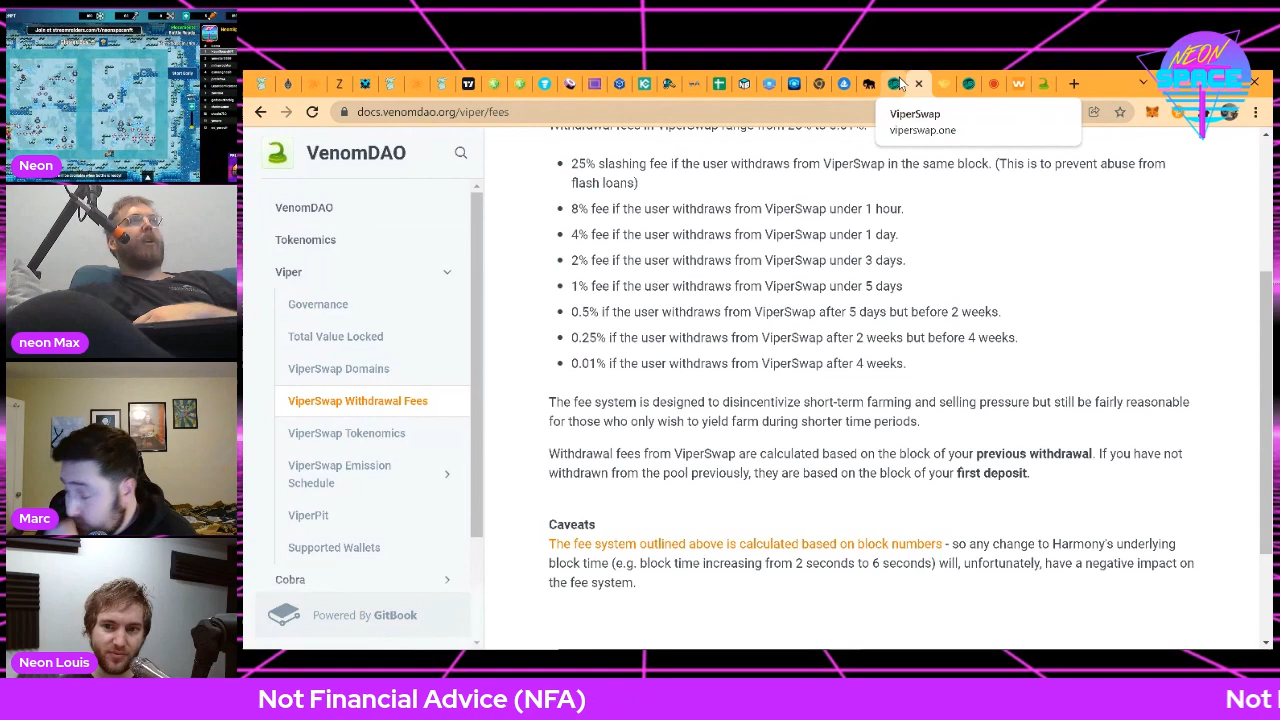 Join at streamraiders.com/t/neonspacenft
Neon
neon Max
Marc
Neon Louis
NEON
SPACE
docs.venomdao.org/viper/fees
ViperSwap
viperswap.one
VenomDAO
VenomDAO
Tokenomics
Viper
Governance
Total Value Locked
ViperSwap Domains
ViperSwap Withdrawal Fees
ViperSwap Tokenomics
ViperSwap Emission
Schedule
ViperPit
Supported Wallets
Cobra
Powered By GitBook
25% slashing fee if the user withdraws from ViperSwap in the same block. (This is to prevent abuse from
flash loans)
8% fee if the user withdraws from ViperSwap under 1 hour.
4% fee if the user withdraws from ViperSwap under 1 day.
2% fee if the user withdraws from ViperSwap under 3 days.
1% fee if the user withdraws from ViperSwap under 5 days
0.5% if the user withdraws from ViperSwap after 5 days but before 2 weeks.
0.25% if the user withdraws from ViperSwap after 2 weeks but before 4 weeks.
0.01% if the user withdraws from ViperSwap after 4 weeks.
The fee system is designed to disincentivize short-term farming and selling pressure but still be fairly reasonable
for those who only wish to yield farm during shorter time periods.
Withdrawal fees from ViperSwap are calculated based on the block of your previous withdrawal. If you have not
withdrawn from the pool previously, they are based on the block of your first deposit.
Caveats
The fee system outlined above is calculated based on block numbers - so any change to Harmony's underlying
block time (e.g. block time increasing from 2 seconds to 6 seconds) will, unfortunately, have a negative impact on
the fee system.
Not Financial Advice (NFA)
Not